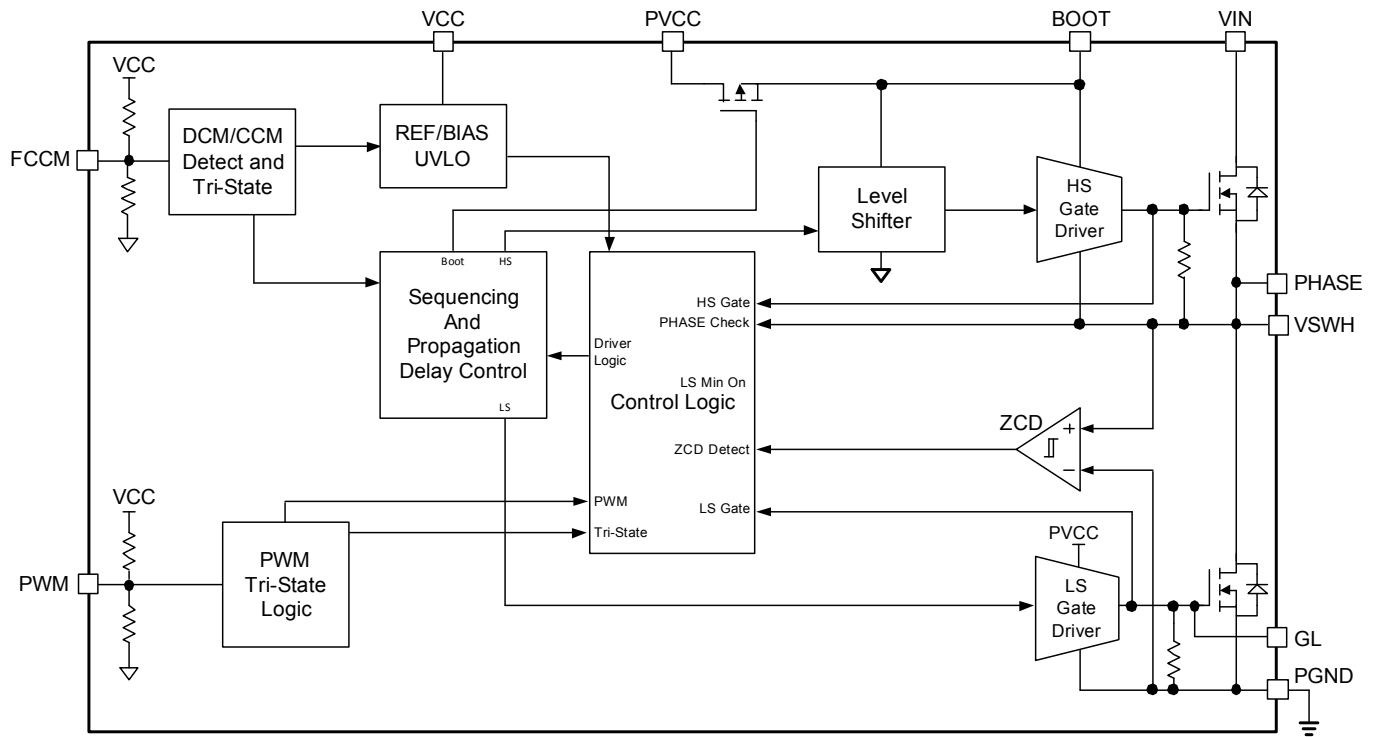 VCC
PVCC
BOOT
VIN
VCC
FCCM
DCM/CCM
Detect and
Tri-State
REF/BIAS
UVLO
Level
Shifter
HS
Gate
Driver
Boot
HS
Sequencing
And
Propagation
Delay Control
LS
HS Gate
PHASE Check
Driver
Logic
LS Min On
Control Logic
ZCD Detect
PWM
LS Gate
Tri-State
PHASE
VSWH
ZCD
+
−
VCC
PWM
PWM
Tri-State
Logic
PVCC
LS
Gate
Driver
GL
PGND